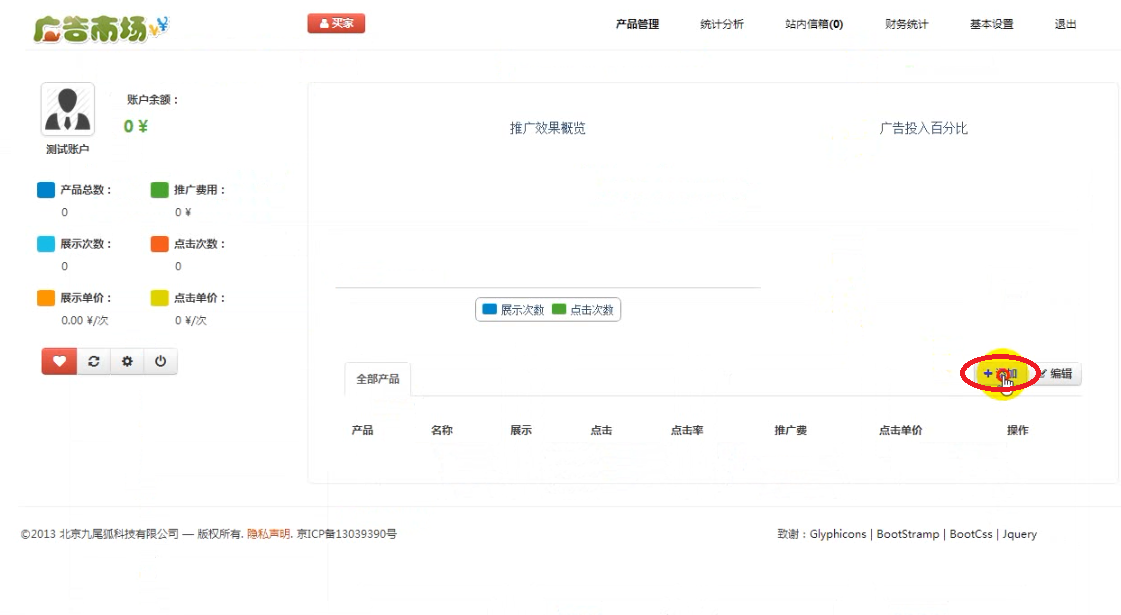 广告市场 买家 产品管理 统计分析 站内信箱(0) 财务统计 基本设置 退出
账户余额：
0 ¥
测试账户
产品总数： 推广费用：
0 0 ¥
展示次数： 点击次数：
0 0
展示单价： 点击单价：
0.00 ¥/次 0 ¥/次
推广效果概览 广告投入百分比
展示次数 点击次数
全部产品 编辑
产品 名称 展示 点击 点击率 推广费 点击单价 操作
©2013 北京九尾狐科技有限公司 — 版权所有. 隐私声明. 京ICP备13039390号 致谢：Glyphicons | BootStramp | BootCss | Jquery